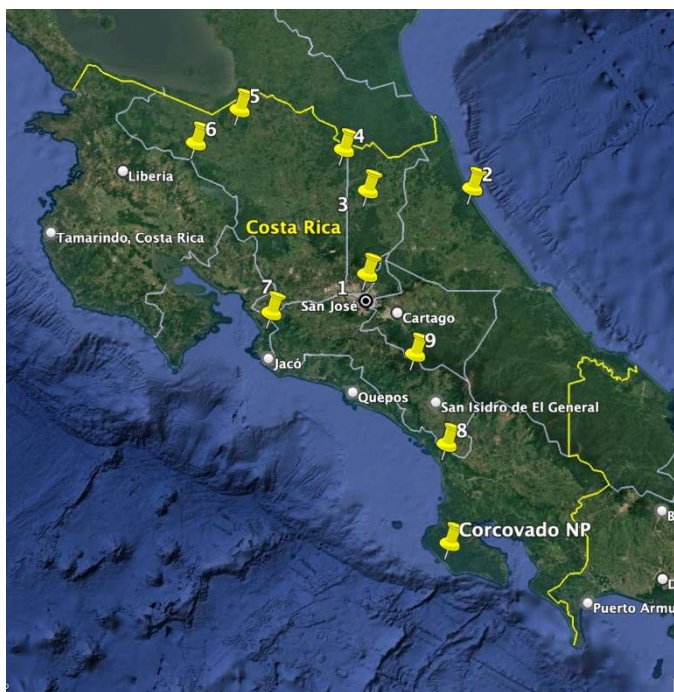 5
4
6
Liberia
2
3
Costa Rica
Tamarindo, Costa Rica
1
7
San José
Cartago
9
Jacó
Quepos
San Isidro de El General
8
Corcovado NP
Puerto Armu